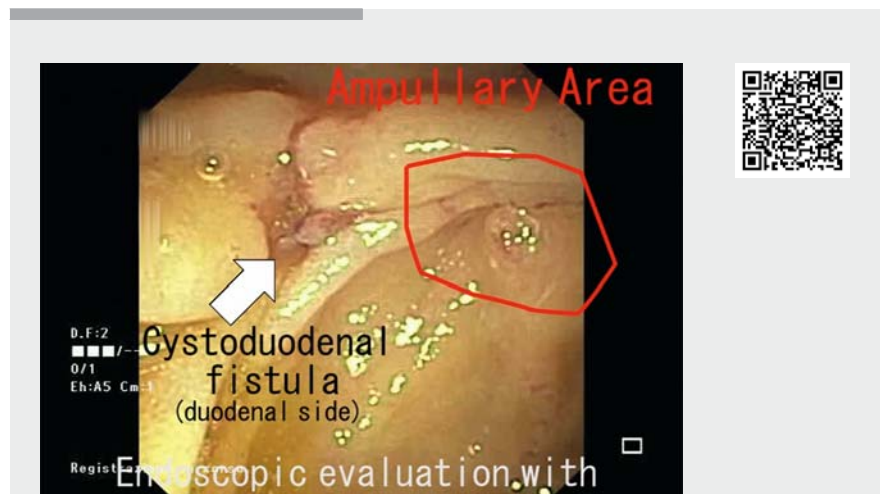 Ampullary Area
D.F:2
Cystoduodenal
0/1
fistula
Eh:A5 Cm:1
(duodenal side)
Endoscopic evaluation with